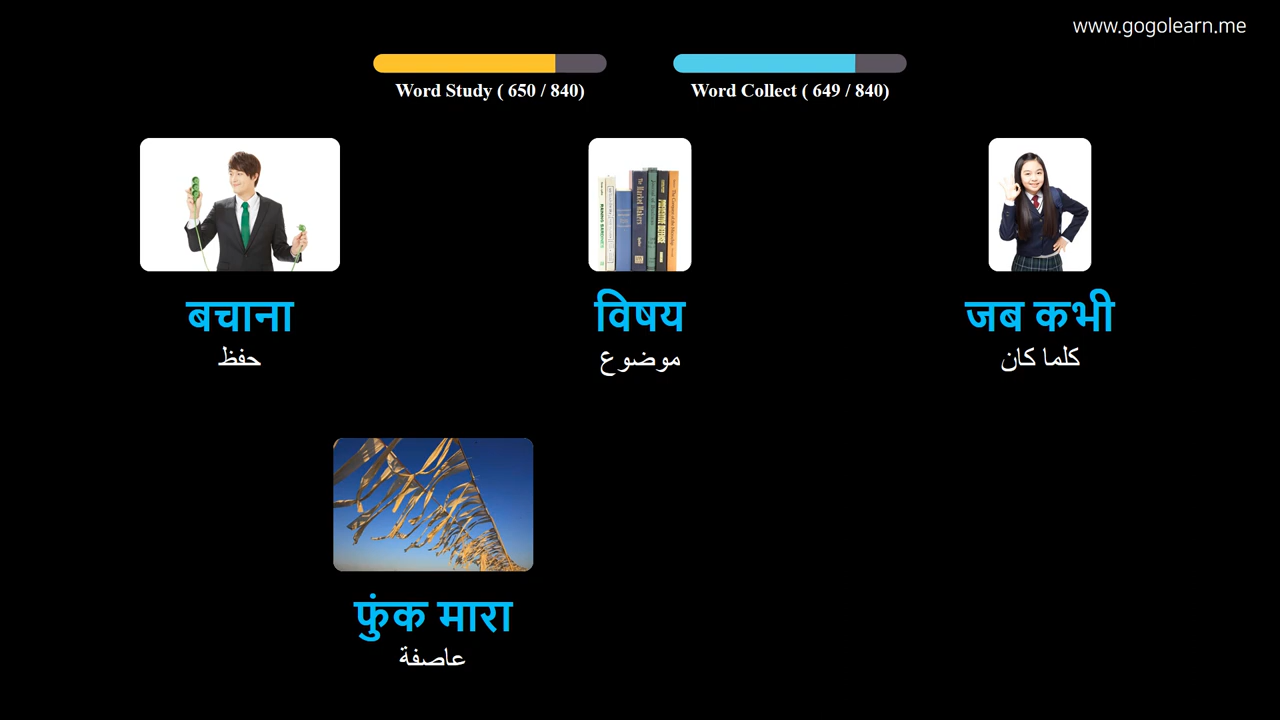 www.gogolearn.me
Word Study ( 650 / 840)
Word Collect ( 649 / 840)
बचाना
حفظ
विषय
موضوع
जब कभी
كلما كان
फुंक मारा
عاصفة